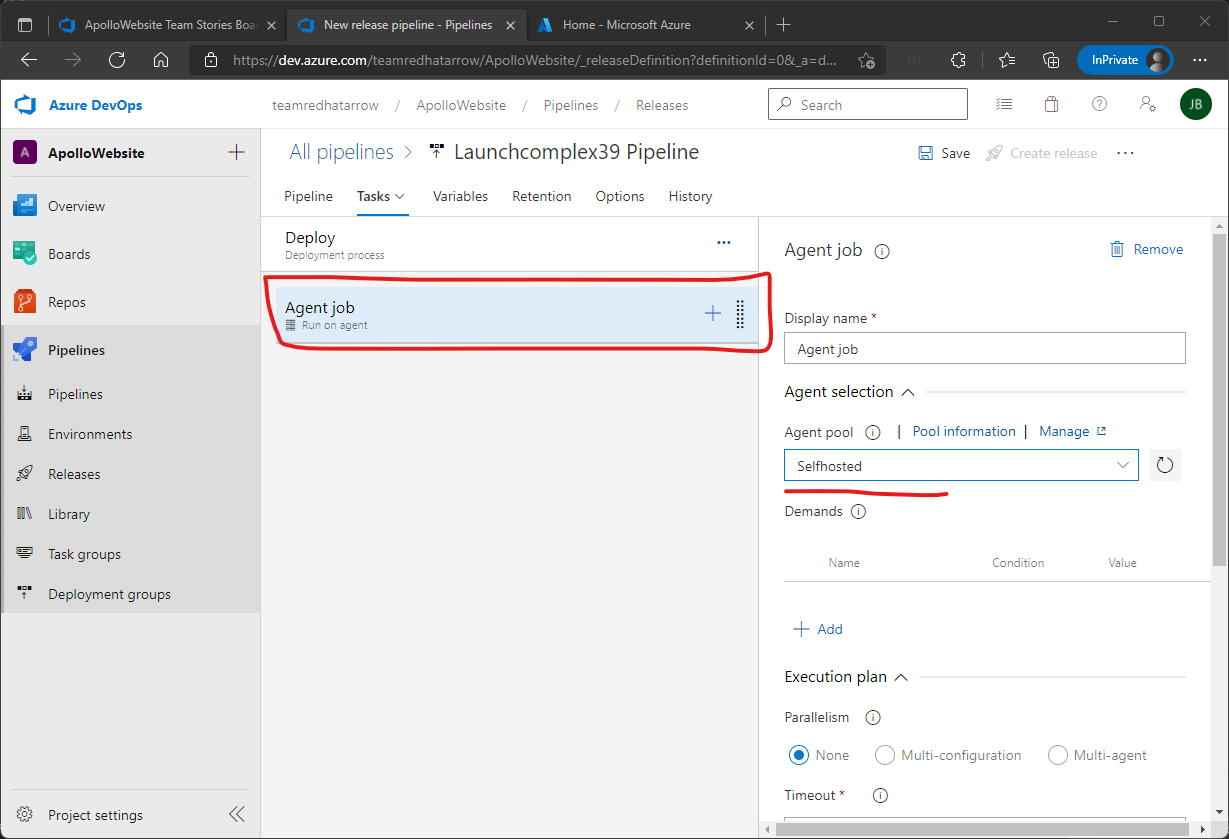 ApolloWebsite Team Stories Boa
New release pipeline - Pipelines
Home - Microsoft Azure
https://dev.azure.com/teamredhatarrow/ApolloWebsite/_releaseDefinition?definitionId=0&_a=d...
InPrivate
Azure DevOps
teamredhatarrow / ApolloWebsite / Pipelines / Releases
Search
JB
A
ApolloWebsite
Overview
Boards
Repos
Pipelines
Pipelines
Environments
Releases
Library
Task groups
Deployment groups
Project settings
All pipelines > Launchcomplex39 Pipeline
Save
Create release
Pipeline
Tasks
Variables
Retention
Options
History
Deploy
Deployment process
Agent job
Run on agent
Agent job
Remove
Display name *
Agent job
Agent selection
Agent pool | Pool information | Manage
Selfhosted
Demands
Name Condition Value
Add
Execution plan
Parallelism
None Multi-configuration Multi-agent
Timeout *